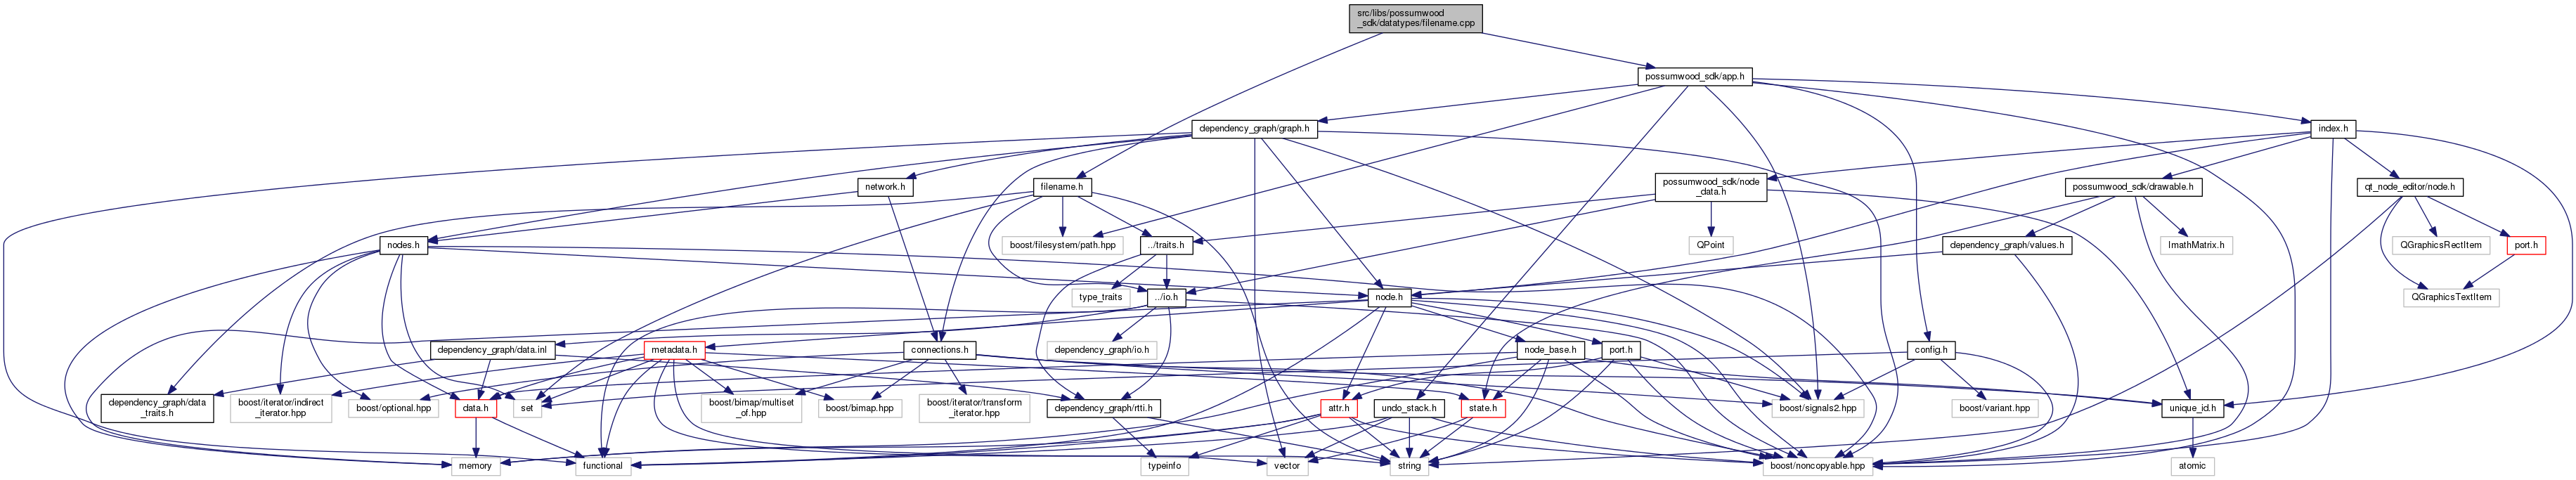 src/libs/possumwood
_sdk/datatypes/filename.cpp
possumwood_sdk/app.h
dependency_graph/graph.h
index.h
network.h
filename.h
possumwood_sdk/node
_data.h
possumwood_sdk/drawable.h
qt_node_editor/node.h
nodes.h
boost/filesystem/path.hpp
../traits.h
QPoint
dependency_graph/values.h
ImathMatrix.h
QGraphicsRectItem
port.h
type_traits
../io.h
node.h
QGraphicsTextItem
dependency_graph/data.inl
metadata.h
dependency_graph/io.h
connections.h
node_base.h
port.h
config.h
dependency_graph/data
_traits.h
boost/iterator/indirect
_iterator.hpp
boost/optional.hpp
data.h
set
boost/bimap/multiset
_of.hpp
boost/bimap.hpp
boost/iterator/transform
_iterator.hpp
dependency_graph/rtti.h
attr.h
undo_stack.h
state.h
boost/signals2.hpp
boost/variant.hpp
unique_id.h
memory
functional
typeinfo
vector
string
boost/noncopyable.hpp
atomic